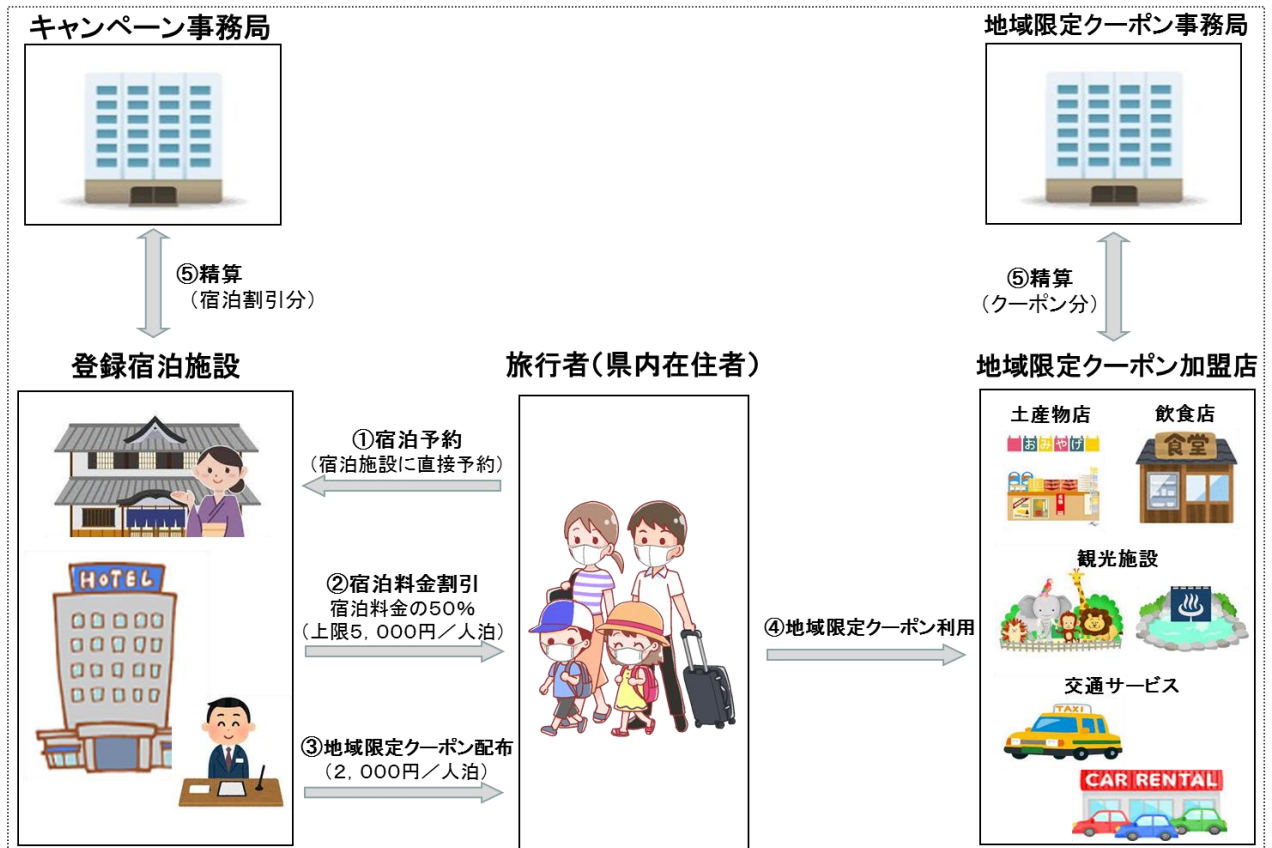 キャンペーン事務局
地域限定クーポン事務局
⑤精算
(宿泊割引分)
⑤精算
(クーポン分)
登録宿泊施設
旅行者(県内在住者)
地域限定クーポン加盟店
土産物店
飲食店
おみやげ
食堂
①宿泊予約
(宿泊施設に直接予約)
HOTEL
②宿泊料金割引
宿泊料金の50%
(上限5,000円/人泊)
④地域限定クーポン利用
観光施設
③地域限定クーポン配布
(2,000円/人泊)
交通サービス
TAXI
CAR RENTAL